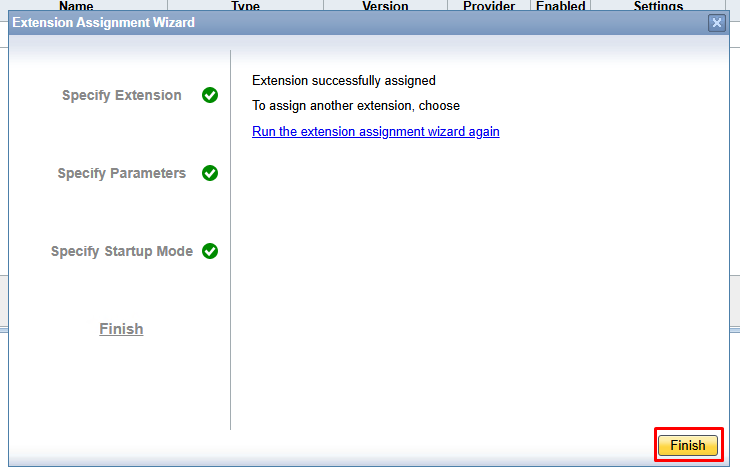 Name Type Version Provider Enabled Settings
Extension Assignment Wizard
Specify Extension
Specify Parameters
Specify Startup Mode
Finish
Extension successfully assigned
To assign another extension, choose
Run the extension assignment wizard again
Finish